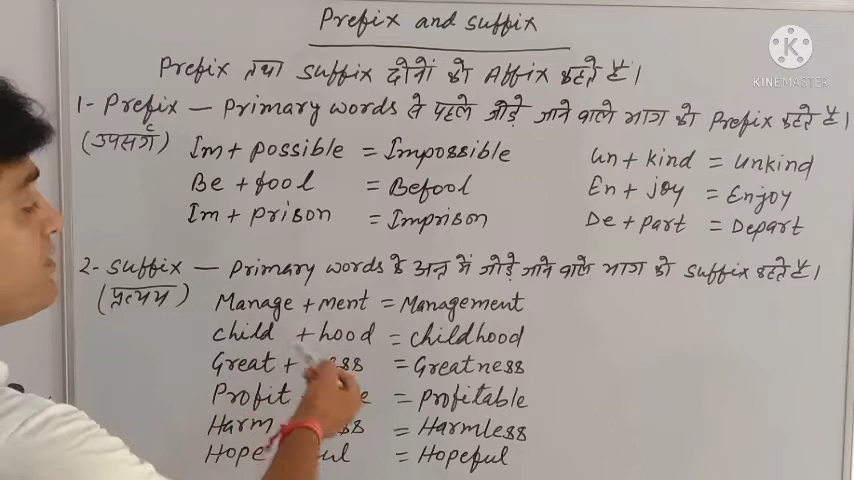 Prefix and suffix
KINEMASTER
Prefix तथा suffix दोनों को Affix कहते हैं।
1- Prefix — Primary words से पहले जोड़े जाने वाले भाग को Prefix कहते हैं।
(उपसर्ग)
Im + possible = Impossible
un + kind = unkind
Be + fool = Befool
En + joy = Enjoy
Im + prison = Imprison
De + part = Depart
2- suffix — Primary words के अन्त में जोड़े जाने वाले भाग को suffix कहते हैं।
(प्रत्यय)
Manage + ment = Management
child + hood = childhood
Great + = Greatness
Profit = profitable
Harm = Harmless
Hope = Hopeful